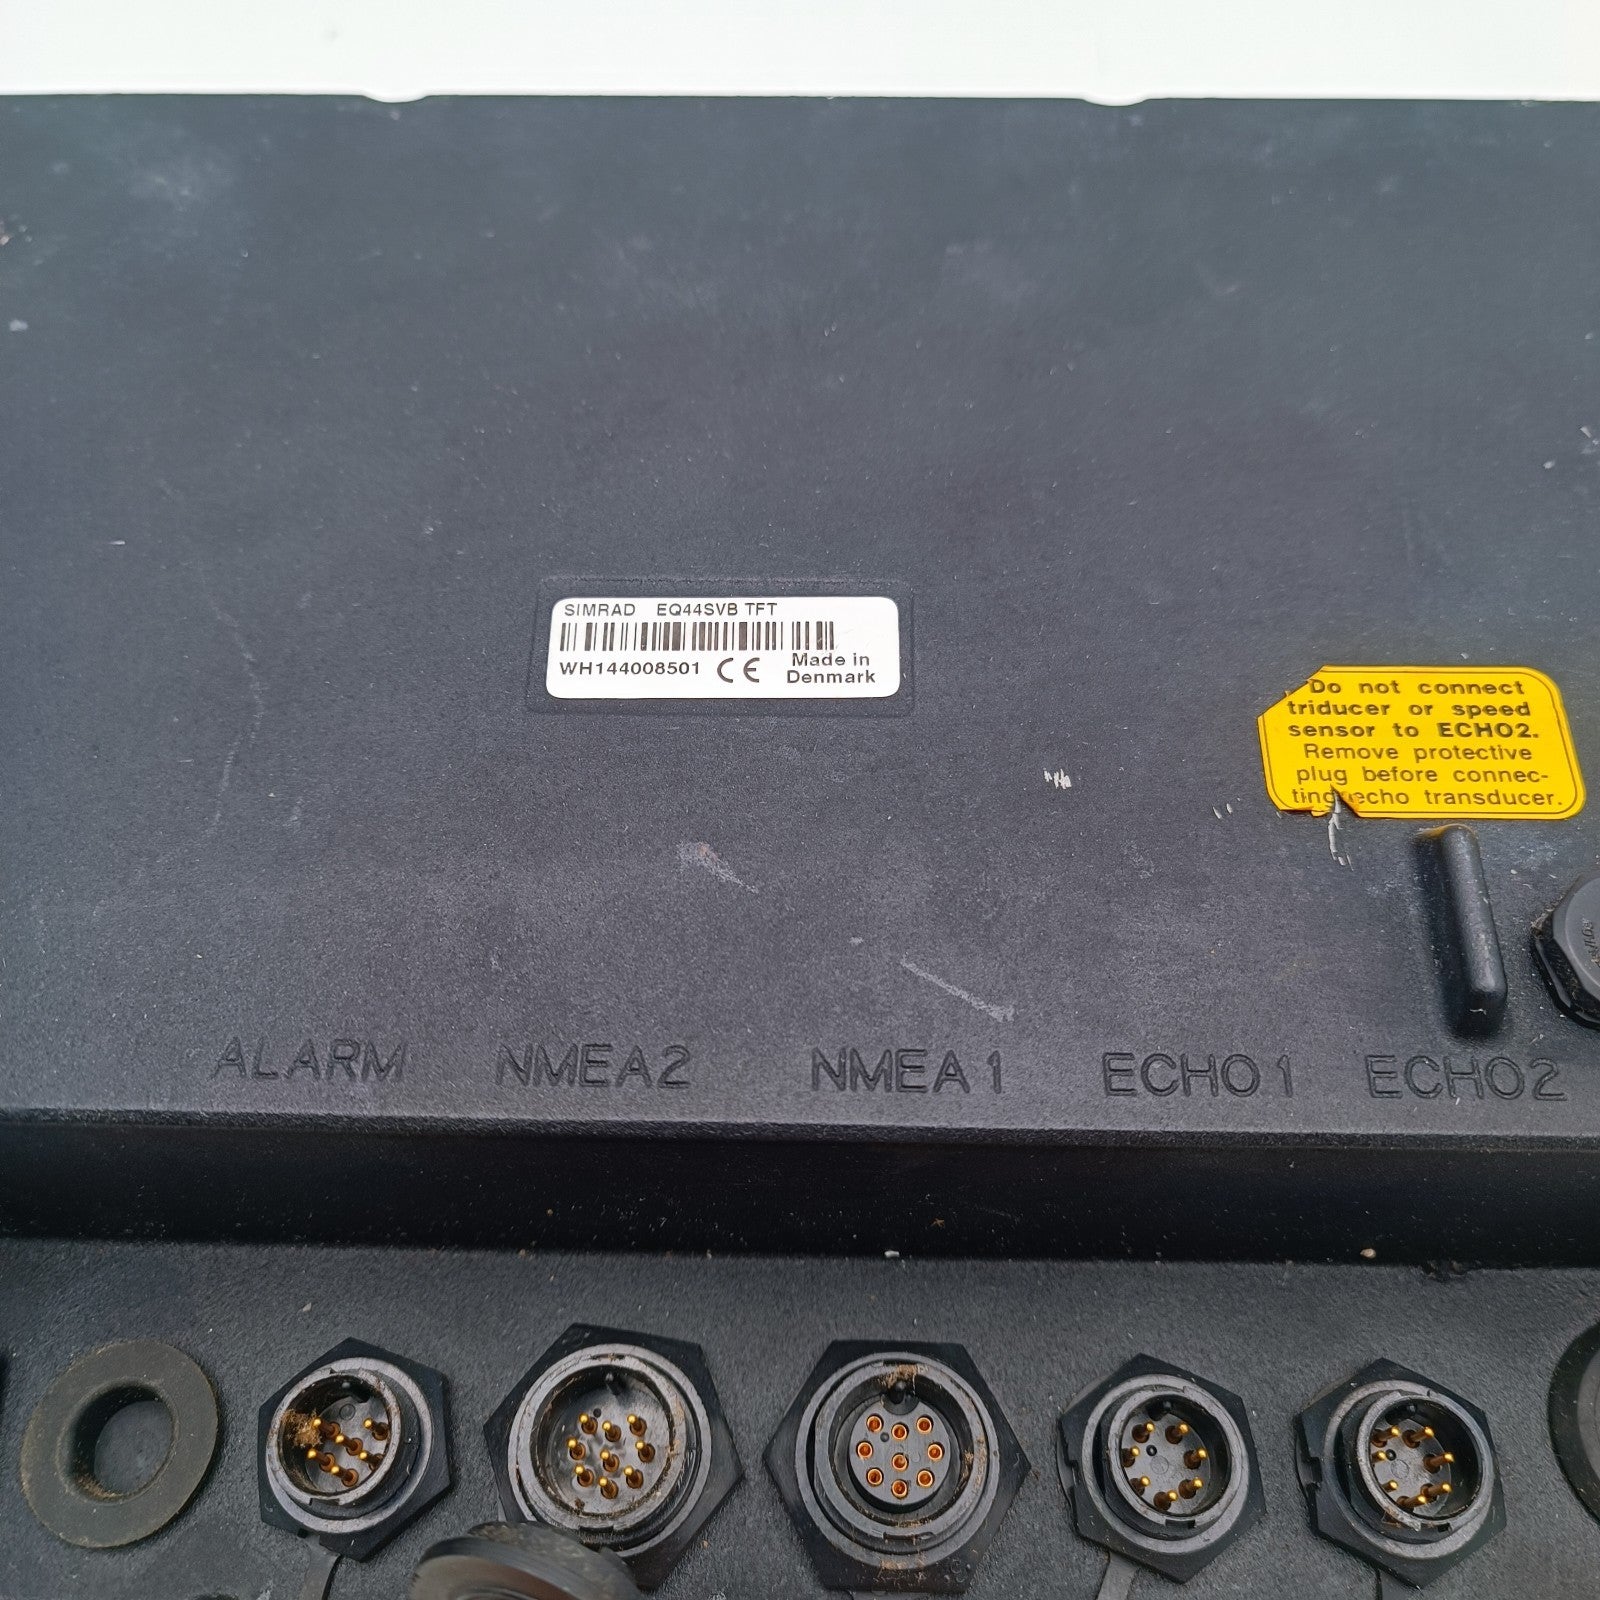 SIMRAD EQ44SVB TFT
WH144008501 CE Made in
Denmark
Do not connect
triducer or speed
sensor to ECHO2.
Remove protective
plug before connec-
ting echo transducer.
ALARM NMEA2 NMEA1 ECHO1 ECHO2